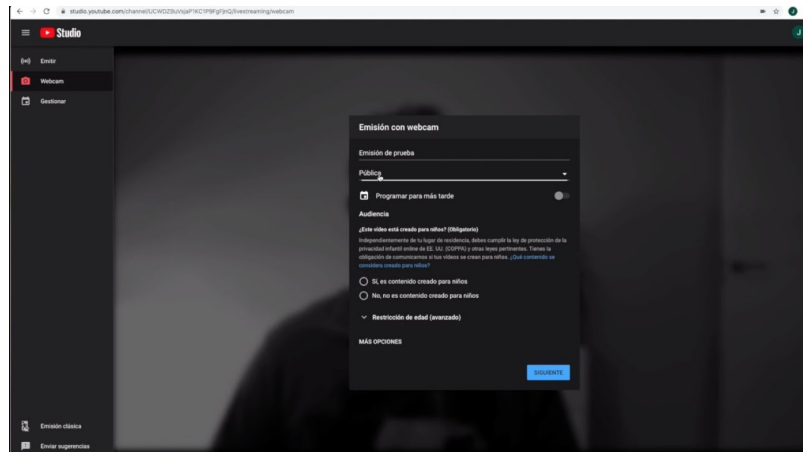 studio.youtube.com/channel/UCWDZ8uVsjaP1KC1P9FgFjHQ/livestreaming/webcam
Studio
J
J
Emitir
Webcam
Gestionar
Emisión con webcam
Emisión de prueba
Pública
Programar para más tarde
Audiencia
¿Este vídeo está creado para niños? (Obligatorio)
Independientemente de tu lugar de residencia, debes cumplir la ley de protección de la
privacidad infantil online de EE. UU. (COPPA) y otras leyes pertinentes. Tienes la
obligación de comunicarnos si tus vídeos se crean para niños. ¿Qué contenido se
considera creado para niños?
Sí, es contenido creado para niños
No, no es contenido creado para niños
Restricción de edad (avanzado)
MÁS OPCIONES
SIGUIENTE
Emisión clásica
Enviar sugerencias